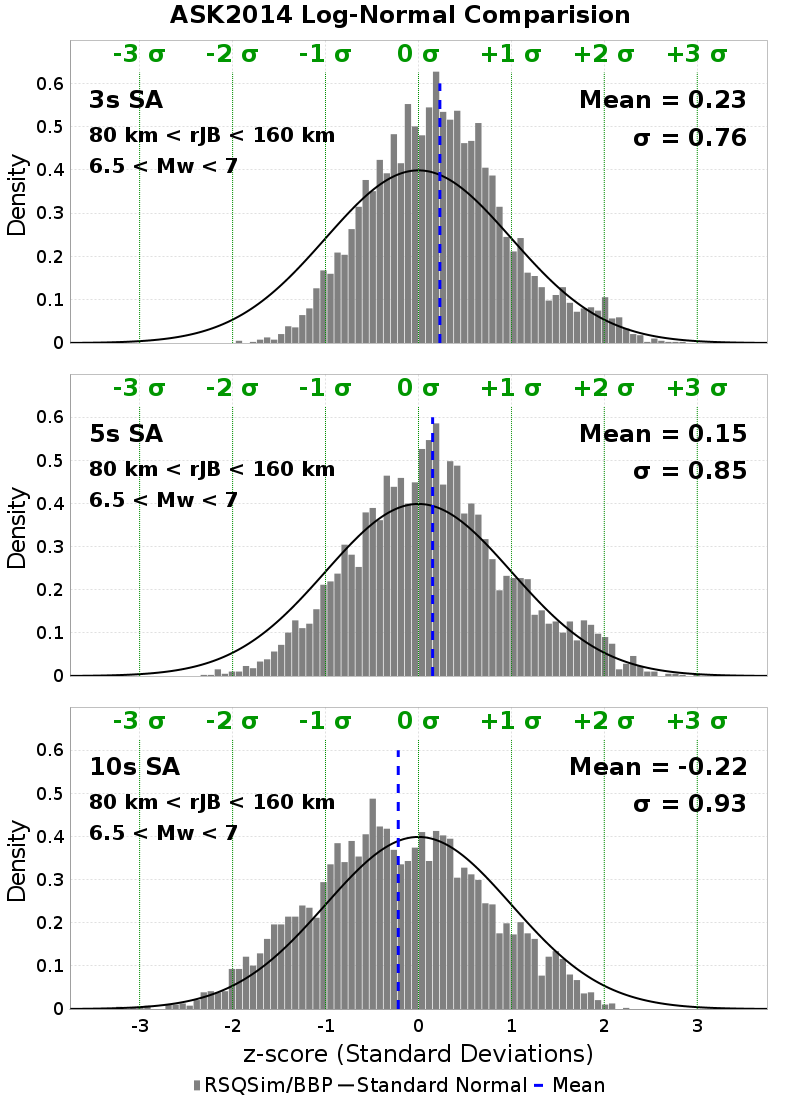 ASK2014 Log-Normal Comparision
-3 σ -2 σ -1 σ 0 σ +1 σ +2 σ +3 σ
0.6
3s SA
Mean = 0.23
0.5
80 km < rJB < 160 km
σ = 0.76
0.4
6.5 < Mw < 7
0.3
0.2
0.1
0
Density
-3 σ -2 σ -1 σ 0 σ +1 σ +2 σ +3 σ
0.6
5s SA
Mean = 0.15
0.5
80 km < rJB < 160 km
σ = 0.85
0.4
6.5 < Mw < 7
0.3
0.2
0.1
0
Density
-3 σ -2 σ -1 σ 0 σ +1 σ +2 σ +3 σ
0.6
10s SA
Mean = -0.22
0.5
80 km < rJB < 160 km
σ = 0.93
0.4
6.5 < Mw < 7
0.3
0.2
0.1
0
Density
-3 -2 -1 0 1 2 3
z-score (Standard Deviations)
RSQSim/BBP Standard Normal Mean